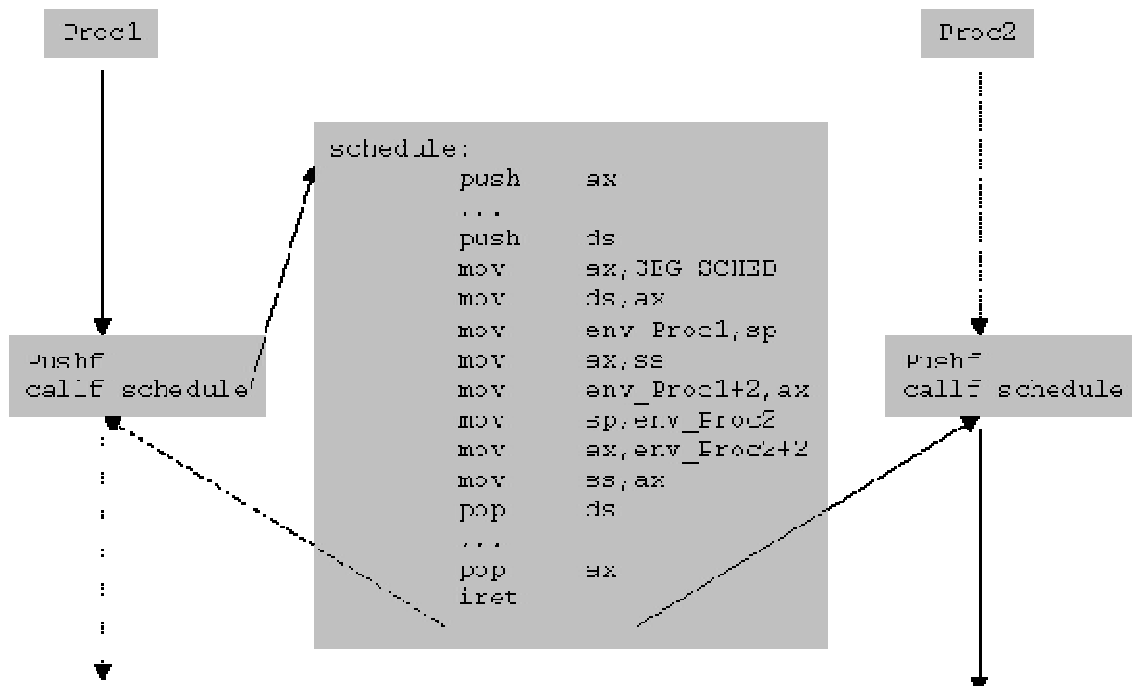 Proc1
Proc2
schedule:
push ax
...
push ds
mov ax,SEG SCHED
mov ds,ax
mov env_Proc1,sp
mov ax,ss
mov env_Proc1+2,ax
mov sp,env_Proc2
mov ax,env_Proc2+2
mov ss,ax
pop ds
...
pop ax
iret
Pushf
callf schedule
Pushf
callf schedule